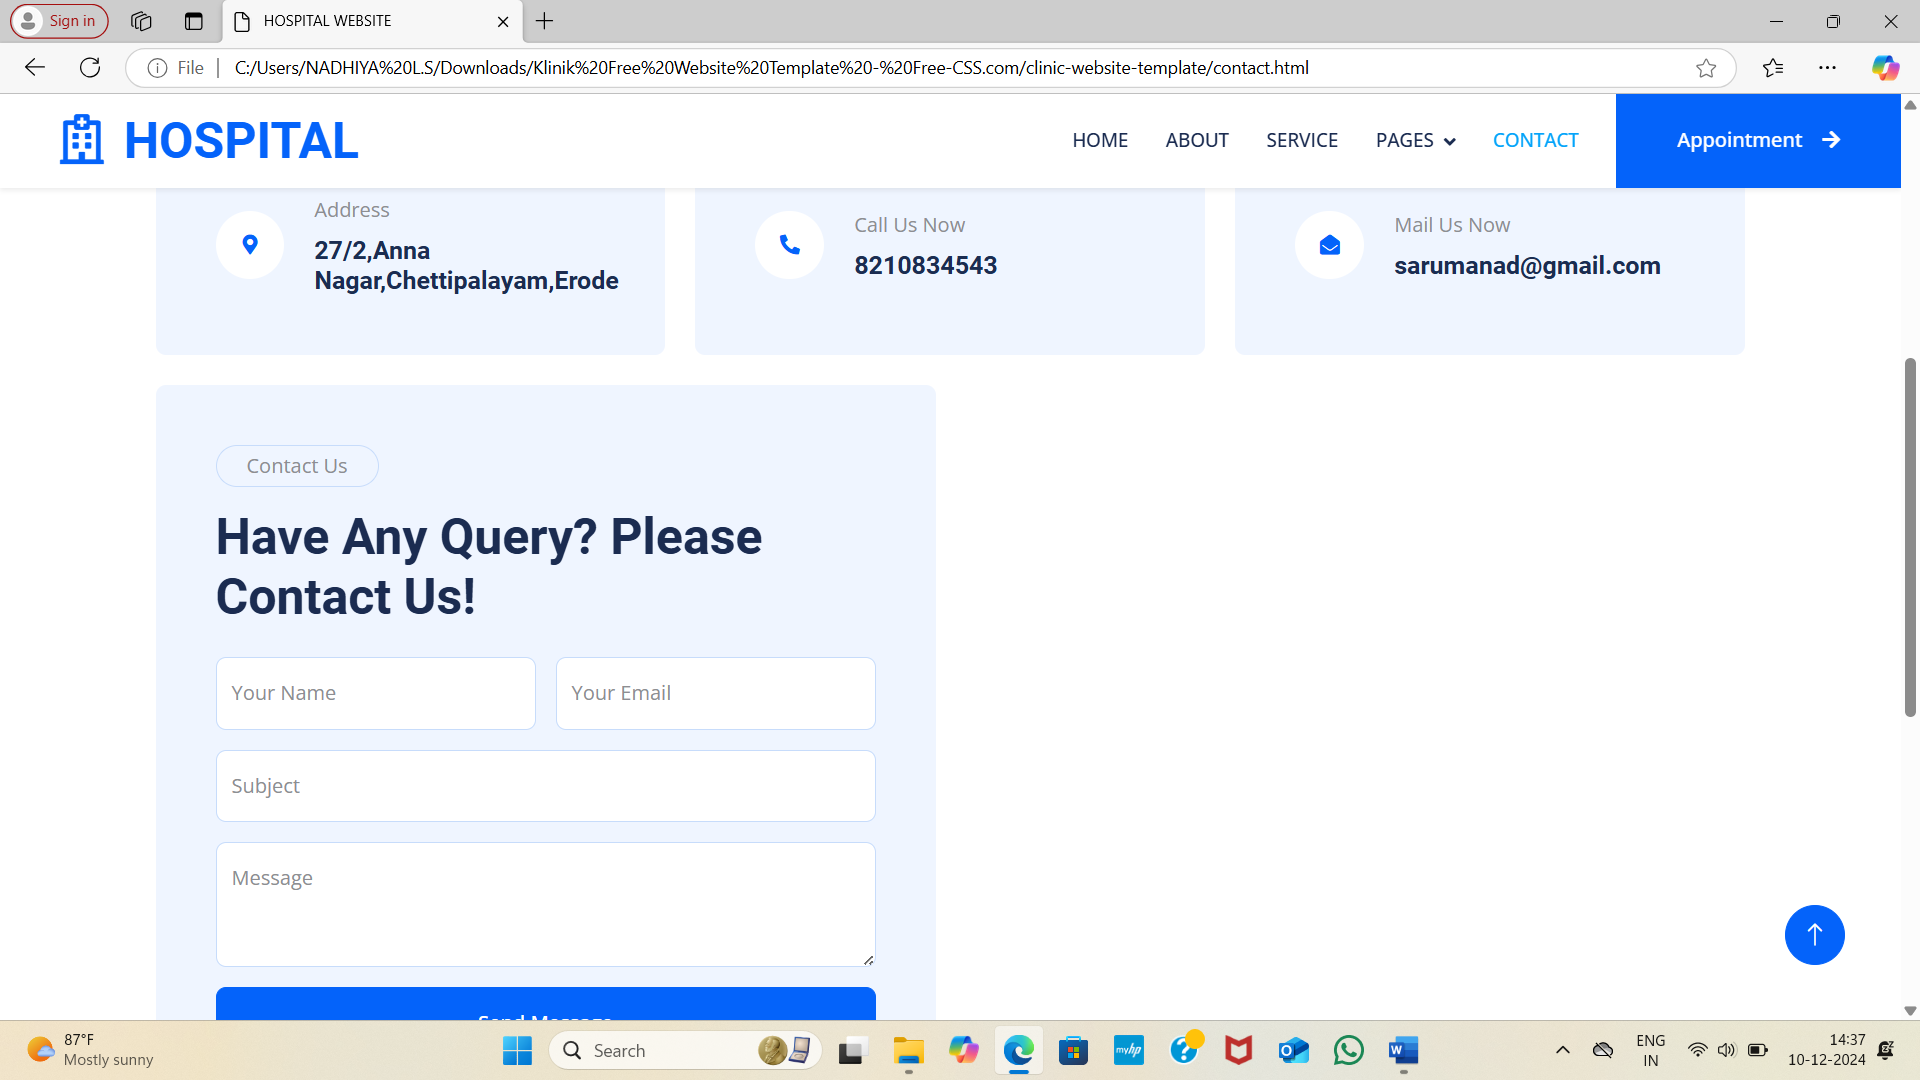 Sign in
HOSPITAL WEBSITE
File
C:/Users/NADHIYA%20L.S/Downloads/Klinik%20Free%20Website%20Template%20-%20Free-CSS.com/clinic-website-template/contact.html
HOSPITAL
HOME ABOUT SERVICE PAGES CONTACT Appointment
Address
27/2,Anna
Nagar,Chettipalayam,Erode
Call Us Now
8210834543
Mail Us Now
sarumanad@gmail.com
Contact Us
Have Any Query? Please
Contact Us!
Your Name
Your Email
Subject
Message
Send Message
87°F
Mostly sunny
Search
myhp
ENG
IN
14:37
10-12-2024